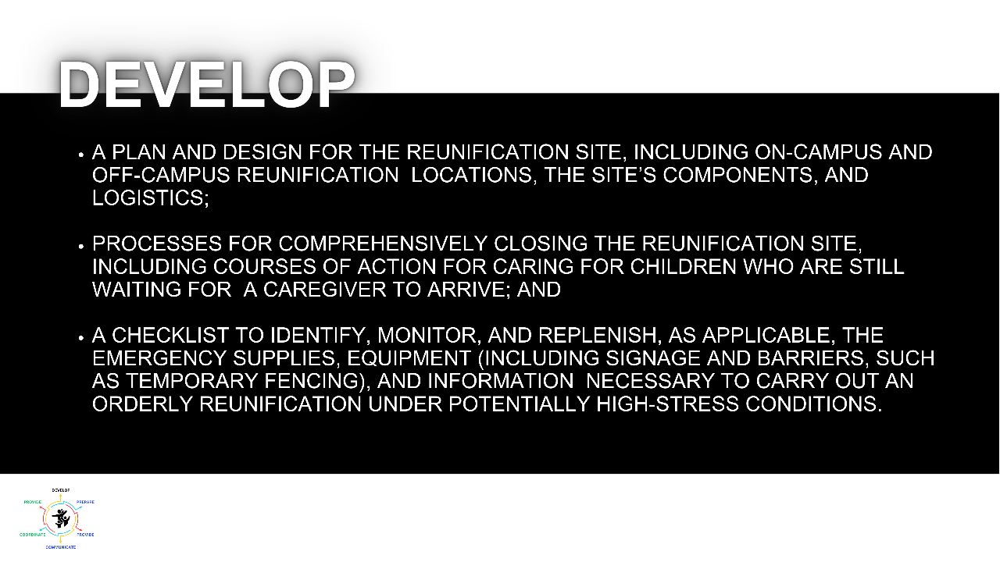 DEVELOP
• A PLAN AND DESIGN FOR THE REUNIFICATION SITE, INCLUDING ON-CAMPUS AND
OFF-CAMPUS REUNIFICATION  LOCATIONS, THE SITE’S COMPONENTS, AND
LOGISTICS;
• PROCESSES FOR COMPREHENSIVELY CLOSING THE REUNIFICATION SITE,
INCLUDING COURSES OF ACTION FOR CARING FOR CHILDREN WHO ARE STILL
WAITING FOR  A CAREGIVER TO ARRIVE; AND
• A CHECKLIST TO IDENTIFY, MONITOR, AND REPLENISH, AS APPLICABLE, THE
EMERGENCY SUPPLIES, EQUIPMENT (INCLUDING SIGNAGE AND BARRIERS, SUCH
AS TEMPORARY FENCING), AND INFORMATION  NECESSARY TO CARRY OUT AN
ORDERLY REUNIFICATION UNDER POTENTIALLY HIGH-STRESS CONDITIONS.
DEVELOP
PROVIDE
PREPARE
COORDINATE
PROVIDE
COMMUNICATE